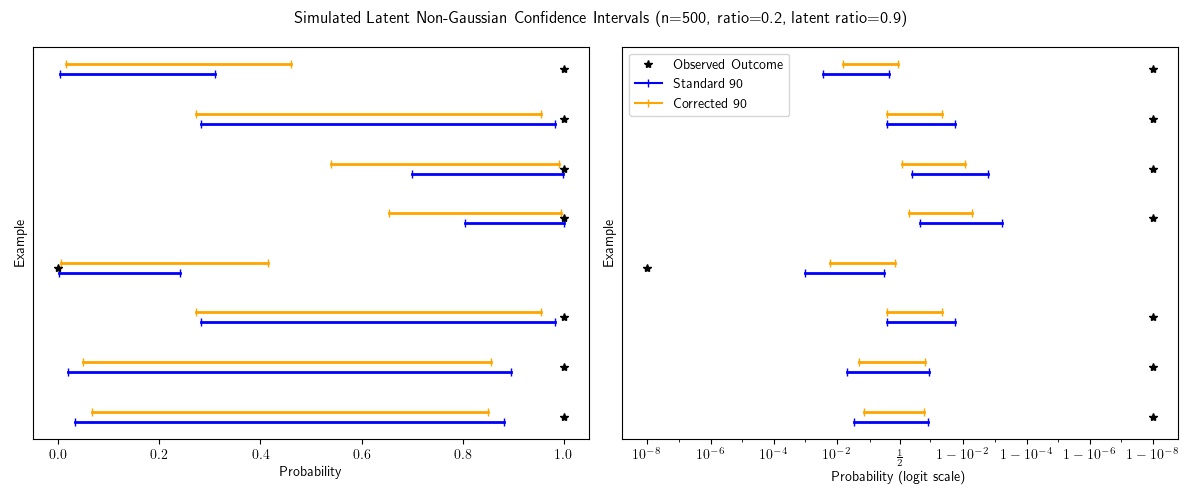 Simulated Latent Non-Gaussian Confidence Intervals (n=500, ratio=0.2, latent ratio=0.9)
Example
0.0 0.2 0.4 0.6 0.8 1.0
Probability
Observed Outcome
Standard 90
Corrected 90
Example
10⁻⁸ 10⁻⁶ 10⁻⁴ 10⁻² ½ 1 − 10⁻² 1 − 10⁻⁴ 1 − 10⁻⁶ 1 − 10⁻⁸
Probability (logit scale)